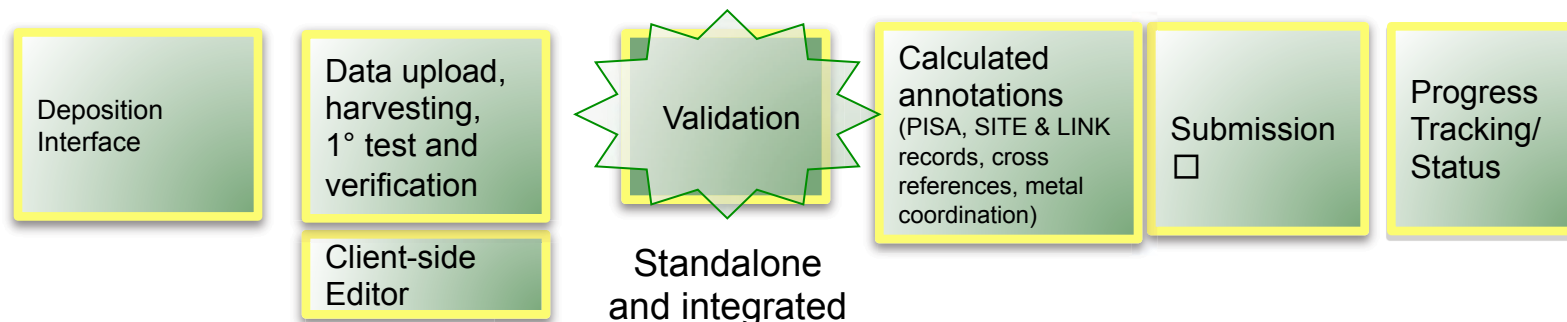 Deposition
Interface
Data upload,
harvesting,
1° test and
verification
Client-side
Editor
Validation
Standalone
and integrated
Calculated
annotations
(PISA, SITE & LINK
records, cross
references, metal
coordination)
Submission
□
Progress
Tracking/
Status